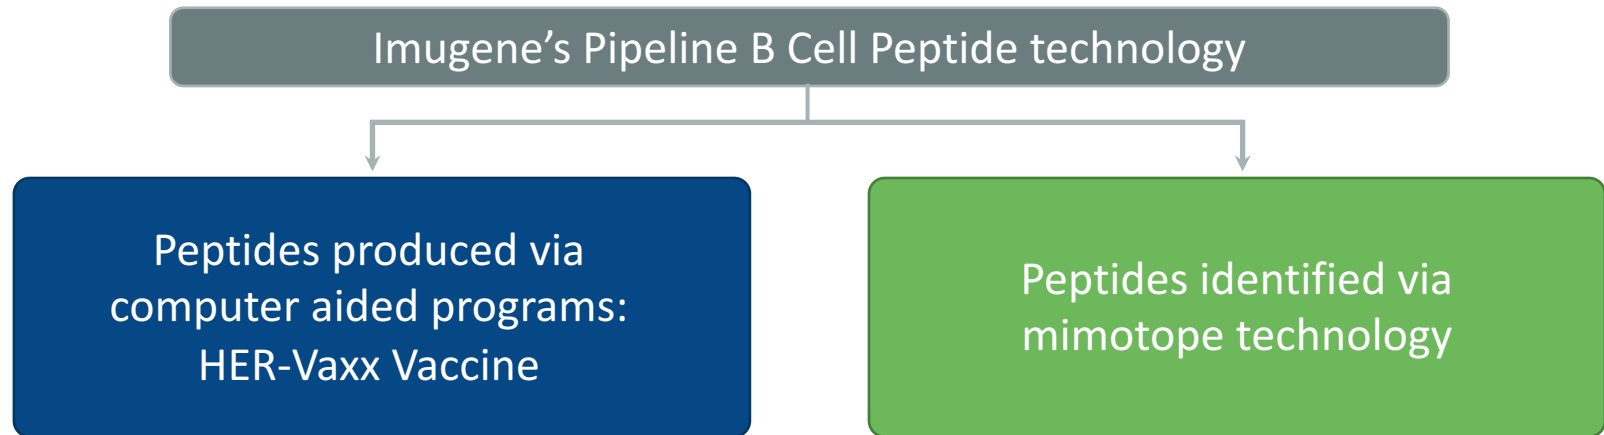 Imugene’s Pipeline B Cell Peptide technology
Peptides produced via
computer aided programs:
HER-Vaxx Vaccine
Peptides identified via
mimotope technology